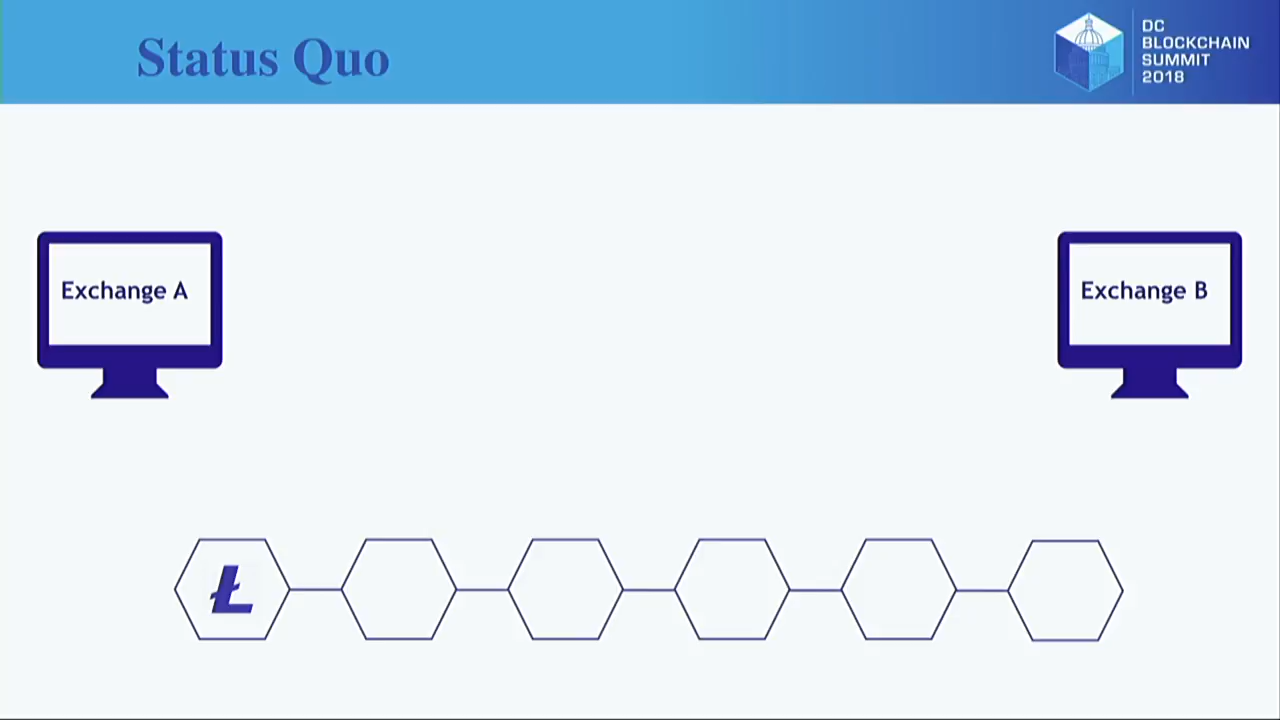 Status Quo
DC
BLOCKCHAIN
SUMMIT
2018
Exchange A
Exchange B
Ł